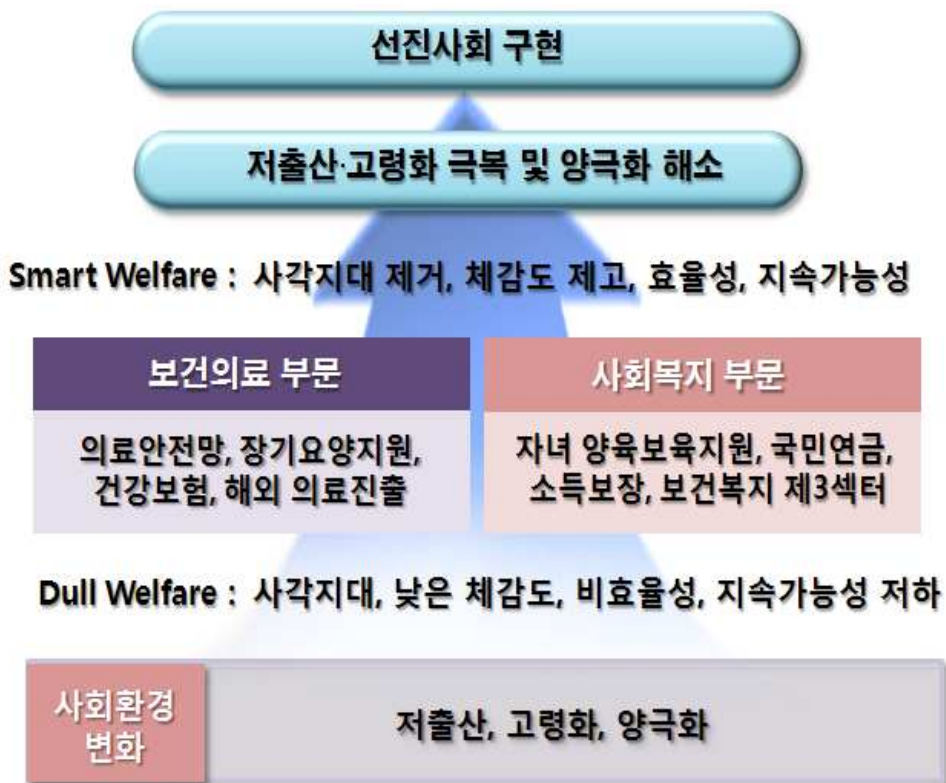 선진사회 구현
저출산·고령화 극복 및 양극화 해소
Smart Welfare : 사각지대 제거, 체감도 제고, 효율성, 지속가능성
보건의료 부문
의료안전망, 장기요양지원,
건강보험, 해외 의료진출
사회복지 부문
자녀 양육보육지원, 국민연금,
소득보장, 보건복지 제3섹터
Dull Welfare : 사각지대, 낮은 체감도, 비효율성, 지속가능성 저하
사회환경
변화
저출산, 고령화, 양극화